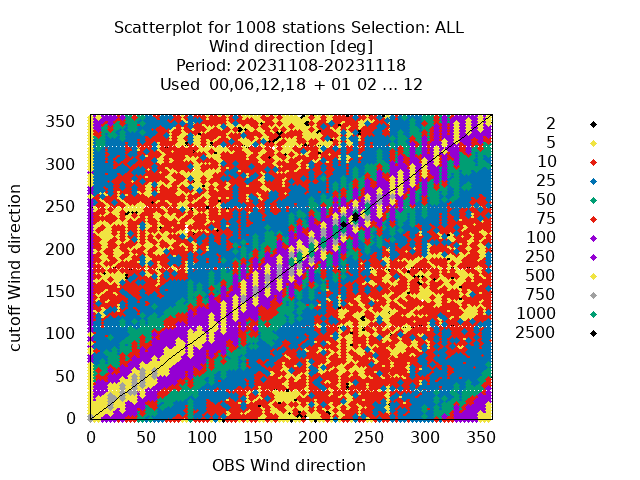 Scatterplot for 1008 stations Selection: ALL
Wind direction [deg]
Period: 20231108-20231118
Used 00,06,12,18 + 01 02 ... 12
350
300
250
200
150
100
50
0
cutoff Wind direction
0 50 100 150 200 250 300 350
OBS Wind direction
2
5
10
25
50
75
100
250
500
750
1000
2500